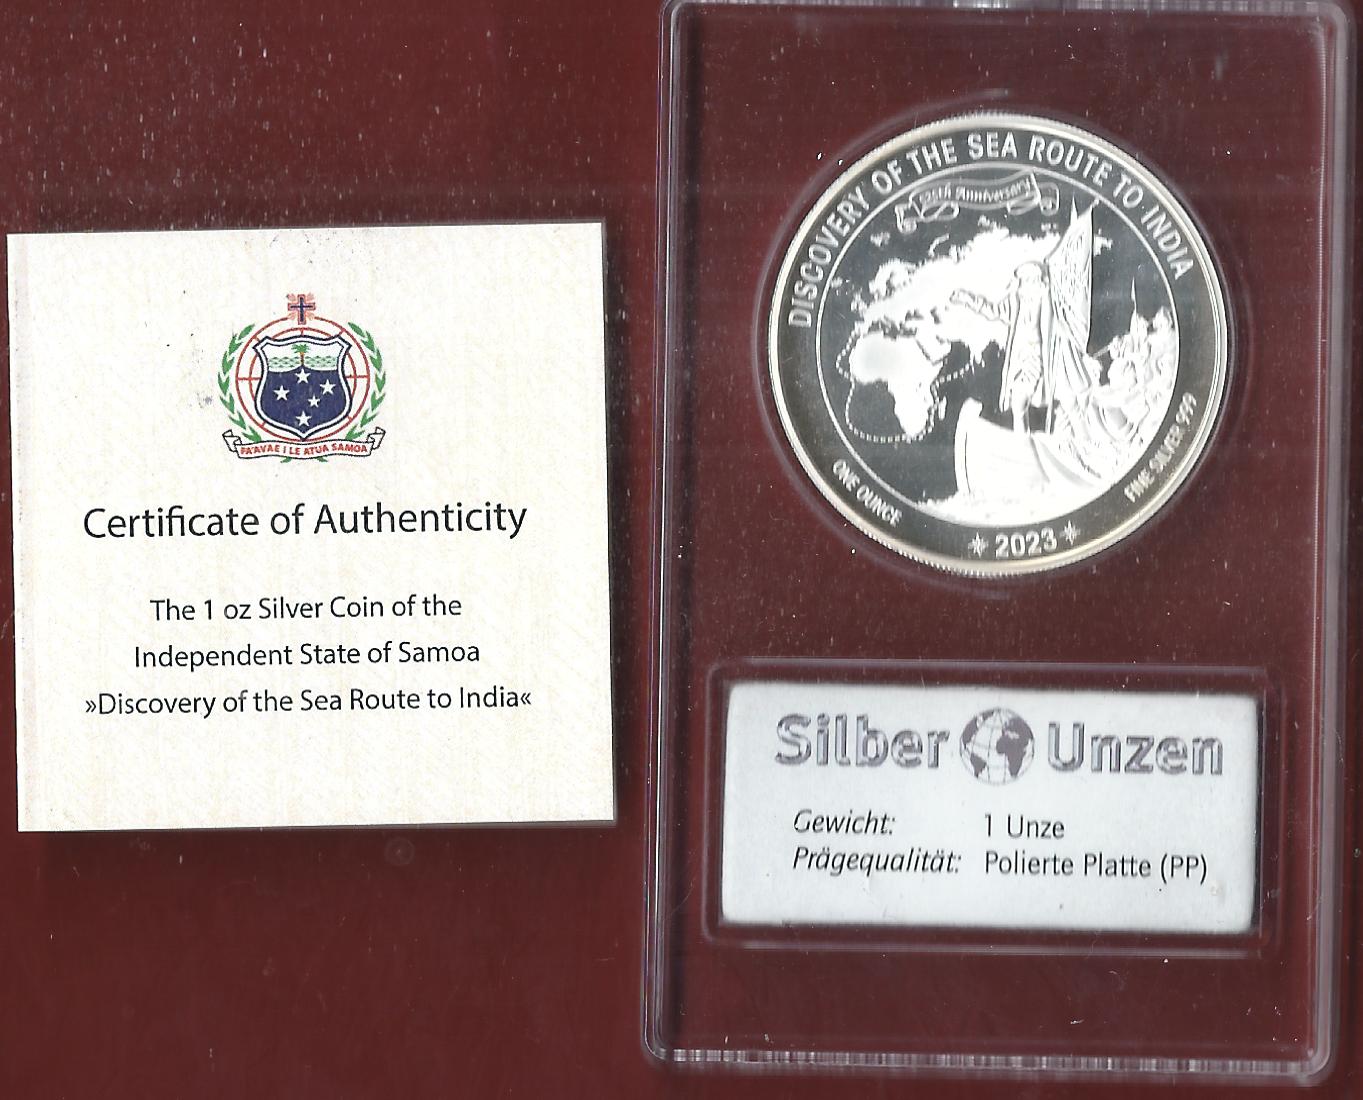 FA'AVAE I LE ATUA SAMOA
Certificate of Authenticity
The 1 oz Silver Coin of the
Independent State of Samoa
»Discovery of the Sea Route to India«
DISCOVERY OF THE SEA ROUTE TO INDIA
525th Anniversary
ONE OUNCE
FINE SILVER 999
2023
Silber Unzen
Gewicht: 1 Unze
Prägequalität: Polierte Platte (PP)